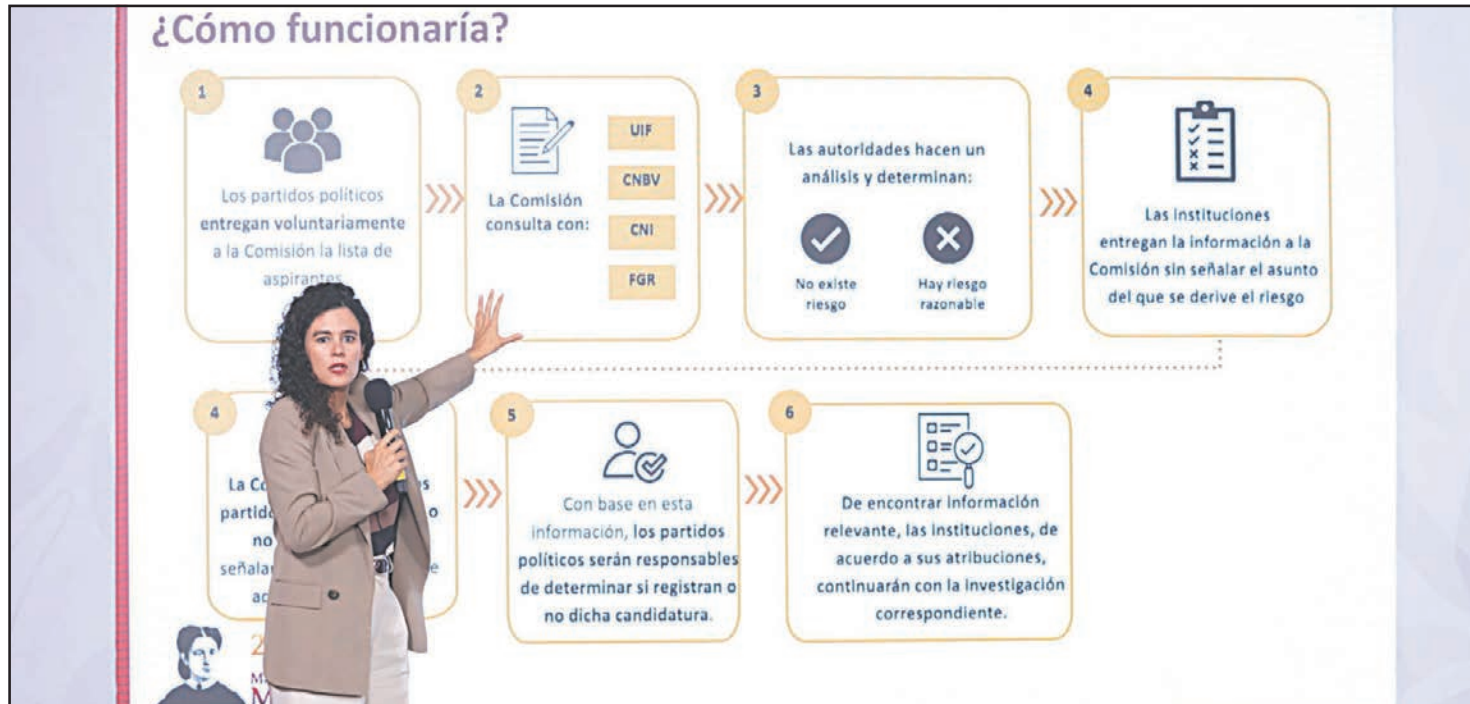 ¿Cómo funcionaría?
1
Los partidos políticos
entregan voluntariamente
a la Comisión la lista de
aspirantes
2
La Comisión
consulta con:
UIF
CNBV
CNI
FGR
3
Las autoridades hacen un
análisis y determinan:
No existe
riesgo
Hay riesgo
razonable
4
Las instituciones
entregan la información a la
Comisión sin señalar el asunto
del que se derive el riesgo
4
La
no
5
Con base en esta
información, los partidos
políticos serán responsables
de determinar si registran o
no dicha candidatura.
6
De encontrar información
relevante, las instituciones, de
acuerdo a sus atribuciones,
continuarán con la investigación
correspondiente.